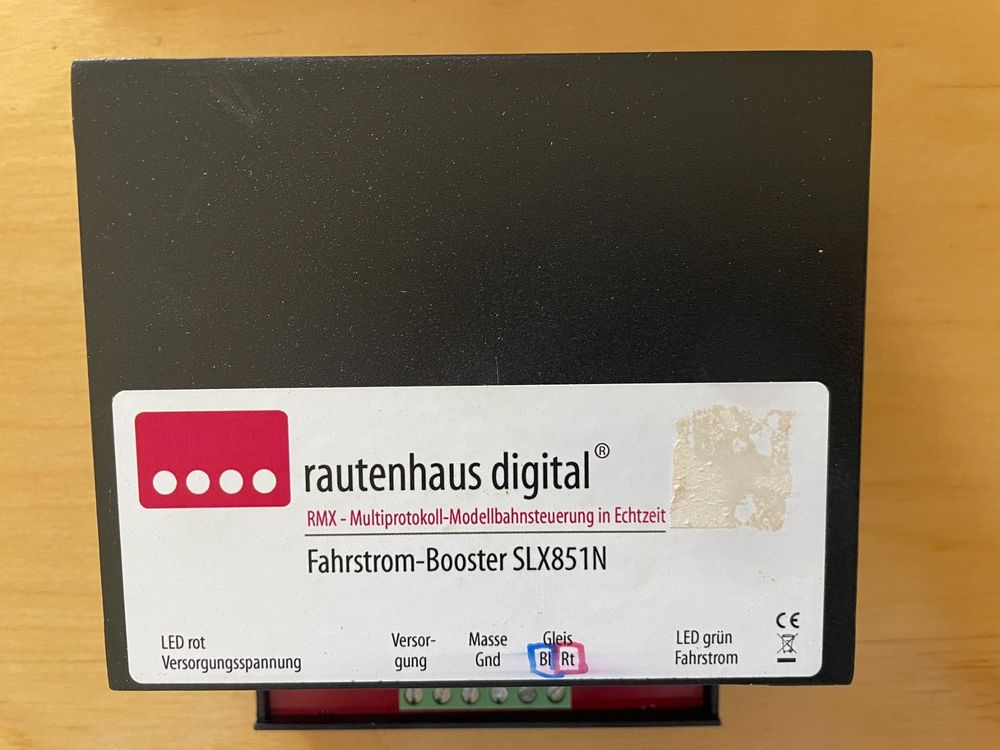 rautenhaus digital®
RMX - Multiprotokoll-Modellbahnsteuerung in Echtzeit
Fahrstrom-Booster SLX851N
LED rot
Versorgungsspannung
Versor-
gung
Masse
Gnd
Gleis
Bl Rt
LED grün
Fahrstrom
CE